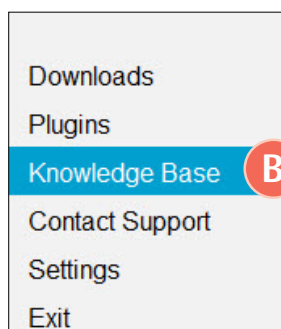 Downloads
Plugins
Knowledge Base B
Contact Support
Settings
Exit